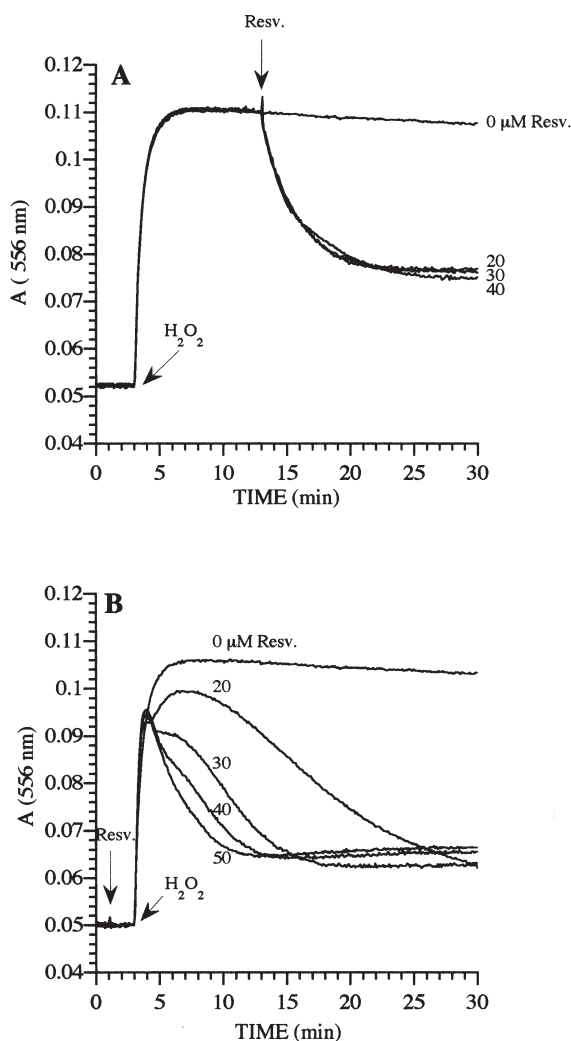 Resv.
A
0.12
0.11
0.1
0.09
0.08
0.07
0.06
0.05
0.04
A ( 556 nm)
0 μM Resv.
20
30
40
H₂O₂
0 5 10 15 20 25 30
TIME (min)
B
0.12
0.11
0.1
0.09
0.08
0.07
0.06
0.05
0.04
A (556 nm)
0 μM Resv.
20
30
40
50
Resv.
H₂O₂
0 5 10 15 20 25 30
TIME (min)